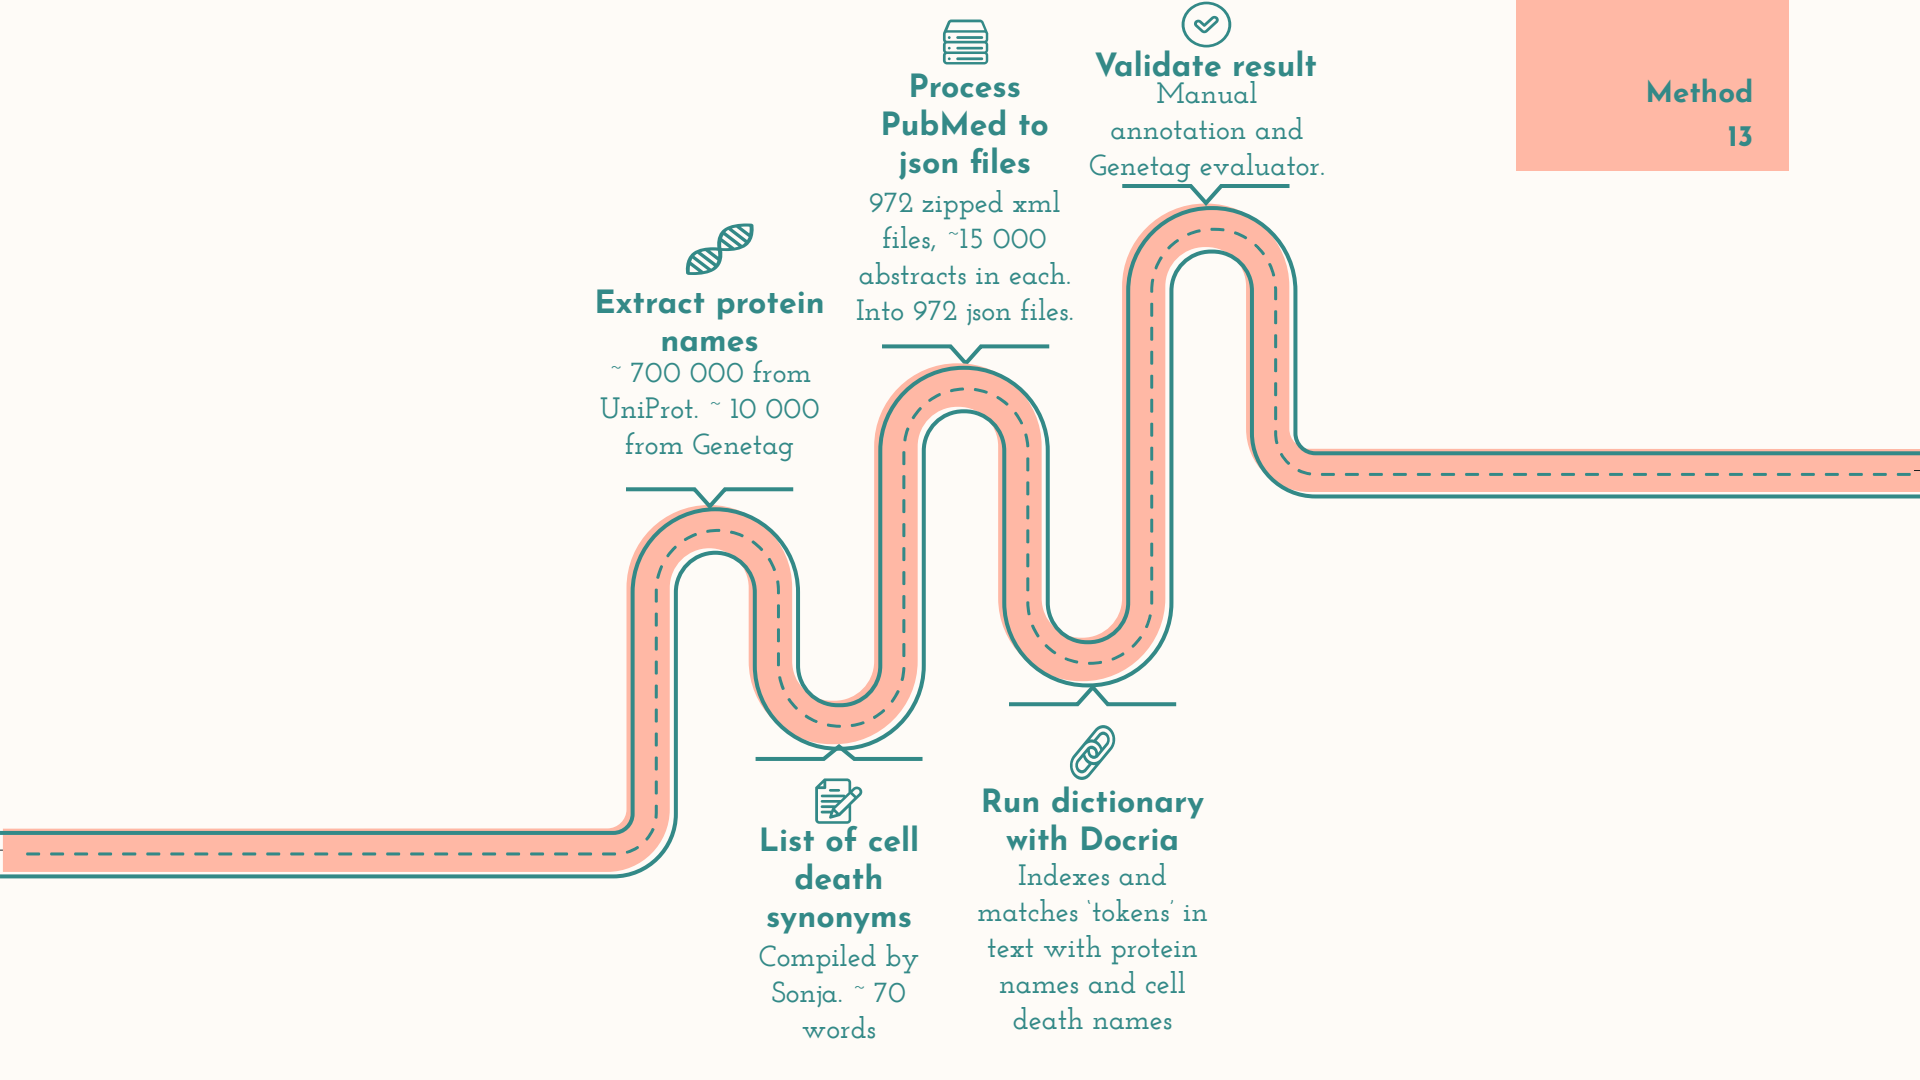 Method
13
Extract protein
names
~ 700 000 from
UniProt. ~ 10 000
from Genetag
List of cell
death
synonyms
Compiled by
Sonja. ~ 70
words
Process
PubMed to
json files
972 zipped xml
files, ~15 000
abstracts in each.
Into 972 json files.
Run dictionary
with Docria
Indexes and
matches ‘tokens’ in
text with protein
names and cell
death names
Validate result
Manual
annotation and
Genetag evaluator.